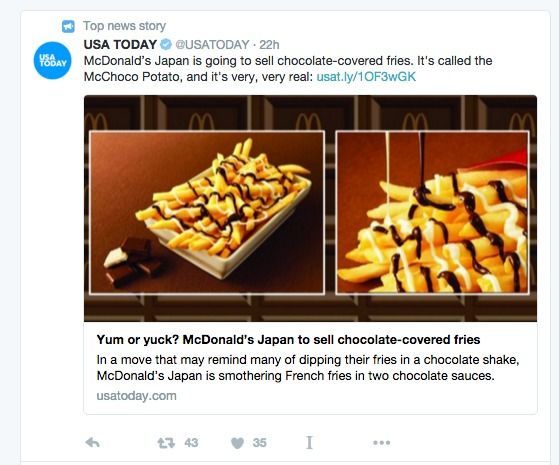 Top news story
USA TODAY @USATODAY · 22h
USA
TODAY
McDonald's Japan is going to sell chocolate-covered fries. It's called the
McChoco Potato, and it's very, very real: usat.ly/1OF3wGK
Yum or yuck? McDonald's Japan to sell chocolate-covered fries
In a move that may remind many of dipping their fries in a chocolate shake,
McDonald's Japan is smothering French fries in two chocolate sauces.
usatoday.com
43 35